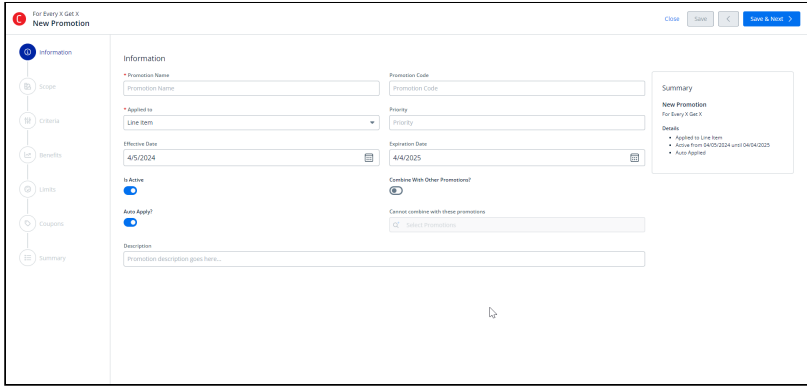 For Every X Get X
New Promotion
Close
Save
Save & Next
Information
Scope
Criteria
Benefits
Limits
Coupons
Summary
Information
* Promotion Name
Promotion Name
Promotion Code
Promotion Code
* Applied to
Line Item
Priority
Priority
Effective Date
4/5/2024
Expiration Date
4/4/2025
Is Active
Combine With Other Promotions?
Auto Apply?
Cannot combine with these promotions
Select Promotions
Description
Promotion description goes here...
Summary
New Promotion
For Every X Get X
Details
Applied to Line Item
Active from 04/05/2024 until 04/04/2025
Auto Applied